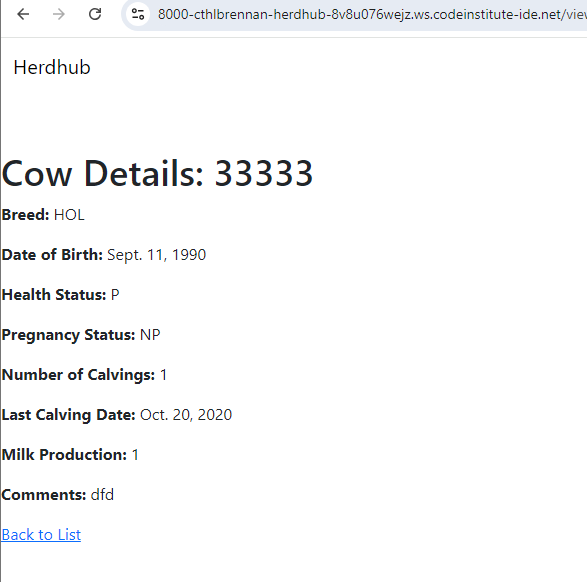 8000-cthlbrennan-herdhub-8v8u076wejz.ws.codeinstitute-ide.net/view
Herdhub
Cow Details: 33333
Breed: HOL
Date of Birth: Sept. 11, 1990
Health Status: P
Pregnancy Status: NP
Number of Calvings: 1
Last Calving Date: Oct. 20, 2020
Milk Production: 1
Comments: dfd
Back to List